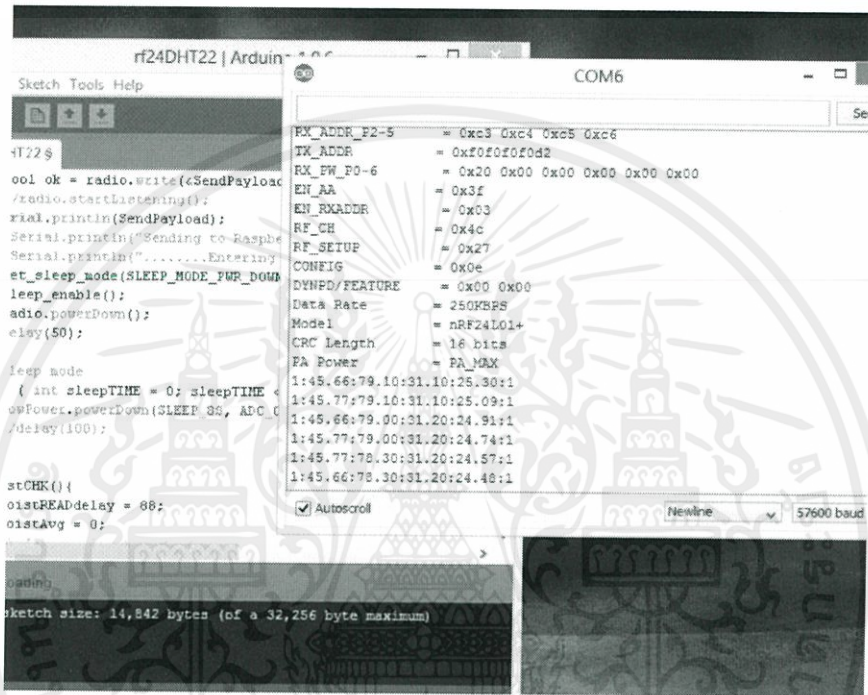 rf24DHT22 | Arduin
Sketch Tools Help
HT22 §
ool ok = radio.write(&SendPayload
/radio.startListening();
rial.println(SendPayload);
Serial.println("Sending to Raspbe
Serial.println("........Entering
et_sleep_mode(SLEEP_MODE_PWR_DOWN
leep_enable();
adio.powerDown();
elay(50);
leep mode
( int sleepTIME = 0; sleepTIME <
owPower.powerDown(SLEEP_8S, ADC_O
/delay(100);
stCHK(){
oistREADdelay = 88;
oistAvg = 0;
oading
sketch size: 14,842 bytes (of a 32,256 byte maximum)
COM6
Se
RX_ADDR_P2-5 = 0xc3 0xc4 0xc5 0xc6
TX_ADDR = 0xf0f0f0f0d2
RX_PW_P0-6 = 0x20 0x00 0x00 0x00 0x00 0x00
EN_AA = 0x3f
EN_RXADDR = 0x03
RF_CH = 0x4c
RF_SETUP = 0x27
CONFIG = 0x0e
DYNPD/FEATURE = 0x00 0x00
Data Rate = 250KBPS
Model = nRF24L01+
CRC Length = 16 bits
PA Power = PA_MAX
1:45.66:79.10:31.10:25.30:1
1:45.77:79.10:31.10:25.09:1
1:45.66:79.00:31.20:24.91:1
1:45.77:79.00:31.20:24.74:1
1:45.77:78.30:31.20:24.57:1
1:45.66:78.30:31.20:24.48:1
Autoscroll
Newline
57600 baud